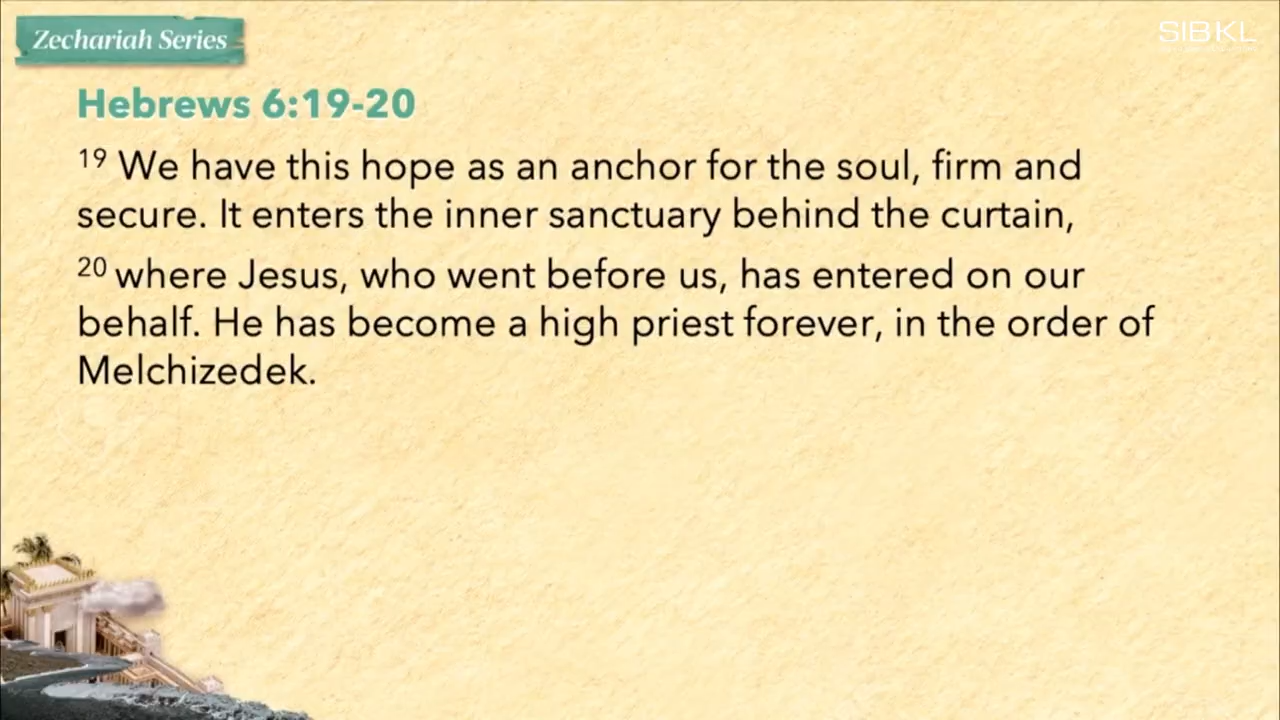 Zechariah Series
SIBKL
Hebrews 6:19-20
19 We have this hope as an anchor for the soul, firm and
secure. It enters the inner sanctuary behind the curtain,
20 where Jesus, who went before us, has entered on our
behalf. He has become a high priest forever, in the order of
Melchizedek.